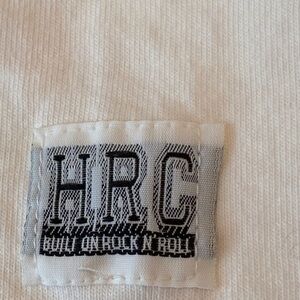 HRC
BUILT ON ROCK N' ROLL